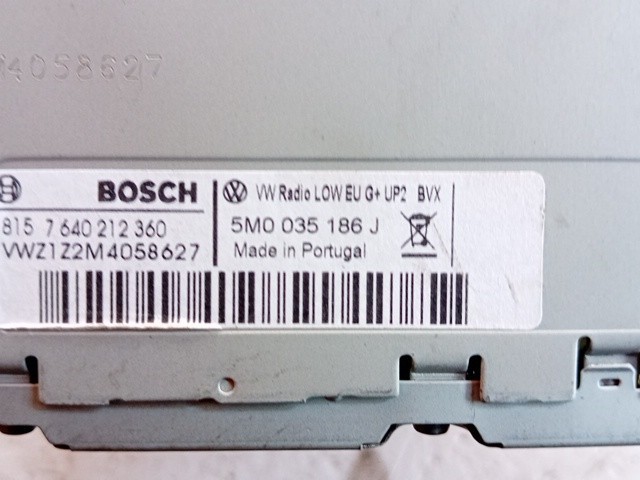 M4058627
BOSCH
VW Radio LOW EU G+ UP2 BVX
815 7 640 212 360
5M0 035 186 J
VWZ1Z2M4058627
Made in Portugal